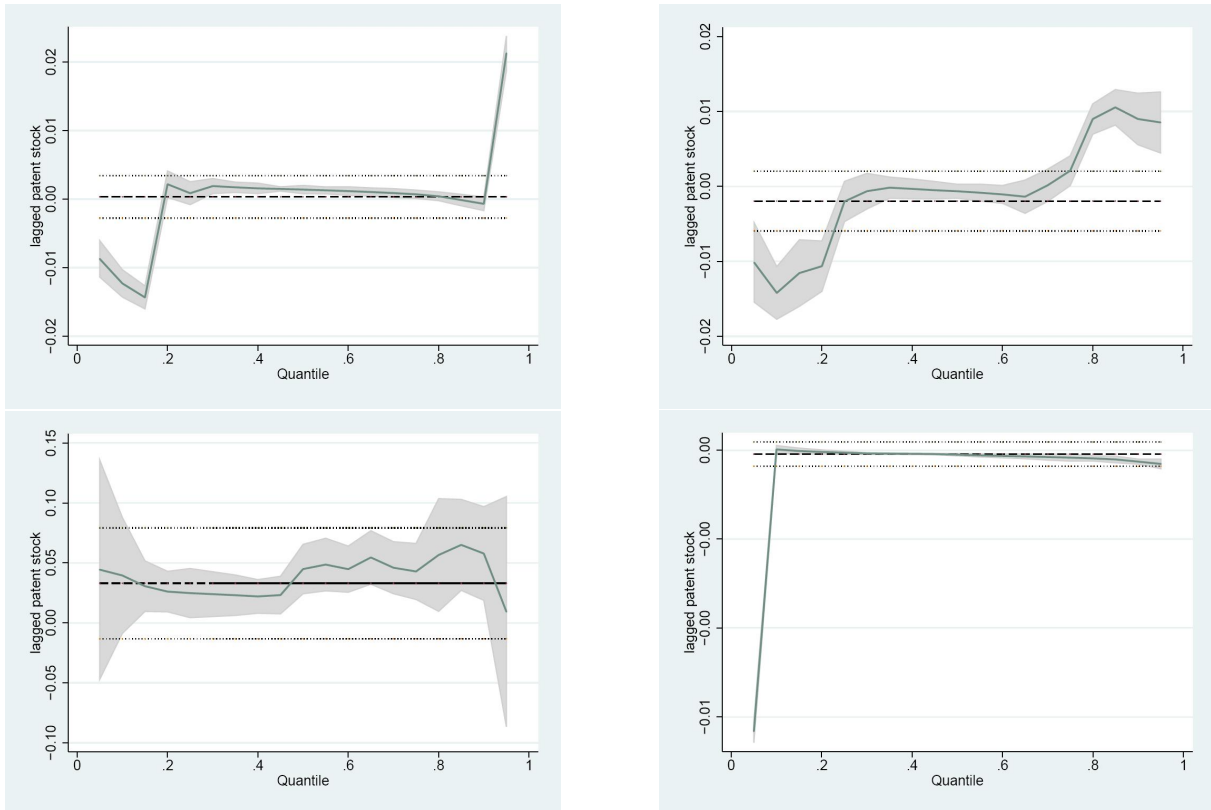 lagged patent stock
0.02
0.01
0.00
−0.01
−0.02
0 .2 .4 .6 .8 1
Quantile
lagged patent stock
0.02
0.01
0.00
−0.01
−0.02
0 .2 .4 .6 .8 1
Quantile
lagged patent stock
0.15
0.10
0.05
0.00
−0.05
−0.10
0 .2 .4 .6 .8 1
Quantile
lagged patent stock
0.00
−0.00
−0.00
−0.01
0 .2 .4 .6 .8 1
Quantile